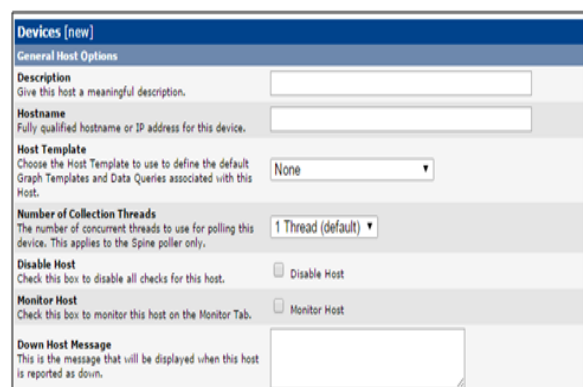 Devices [new]
General Host Options
Description
Give this host a meaningful description.
Hostname
Fully qualified hostname or IP address for this device.
Host Template
Choose the Host Template to use to define the default
Graph Templates and Data Queries associated with this
Host.
None
Number of Collection Threads
The number of concurrent threads to use for polling this
device. This applies to the Spine poller only.
1 Thread (default)
Disable Host
Check this box to disable all checks for this host.
Disable Host
Monitor Host
Check this box to monitor this host on the Monitor Tab.
Monitor Host
Down Host Message
This is the message that will be displayed when this host
is reported as down.